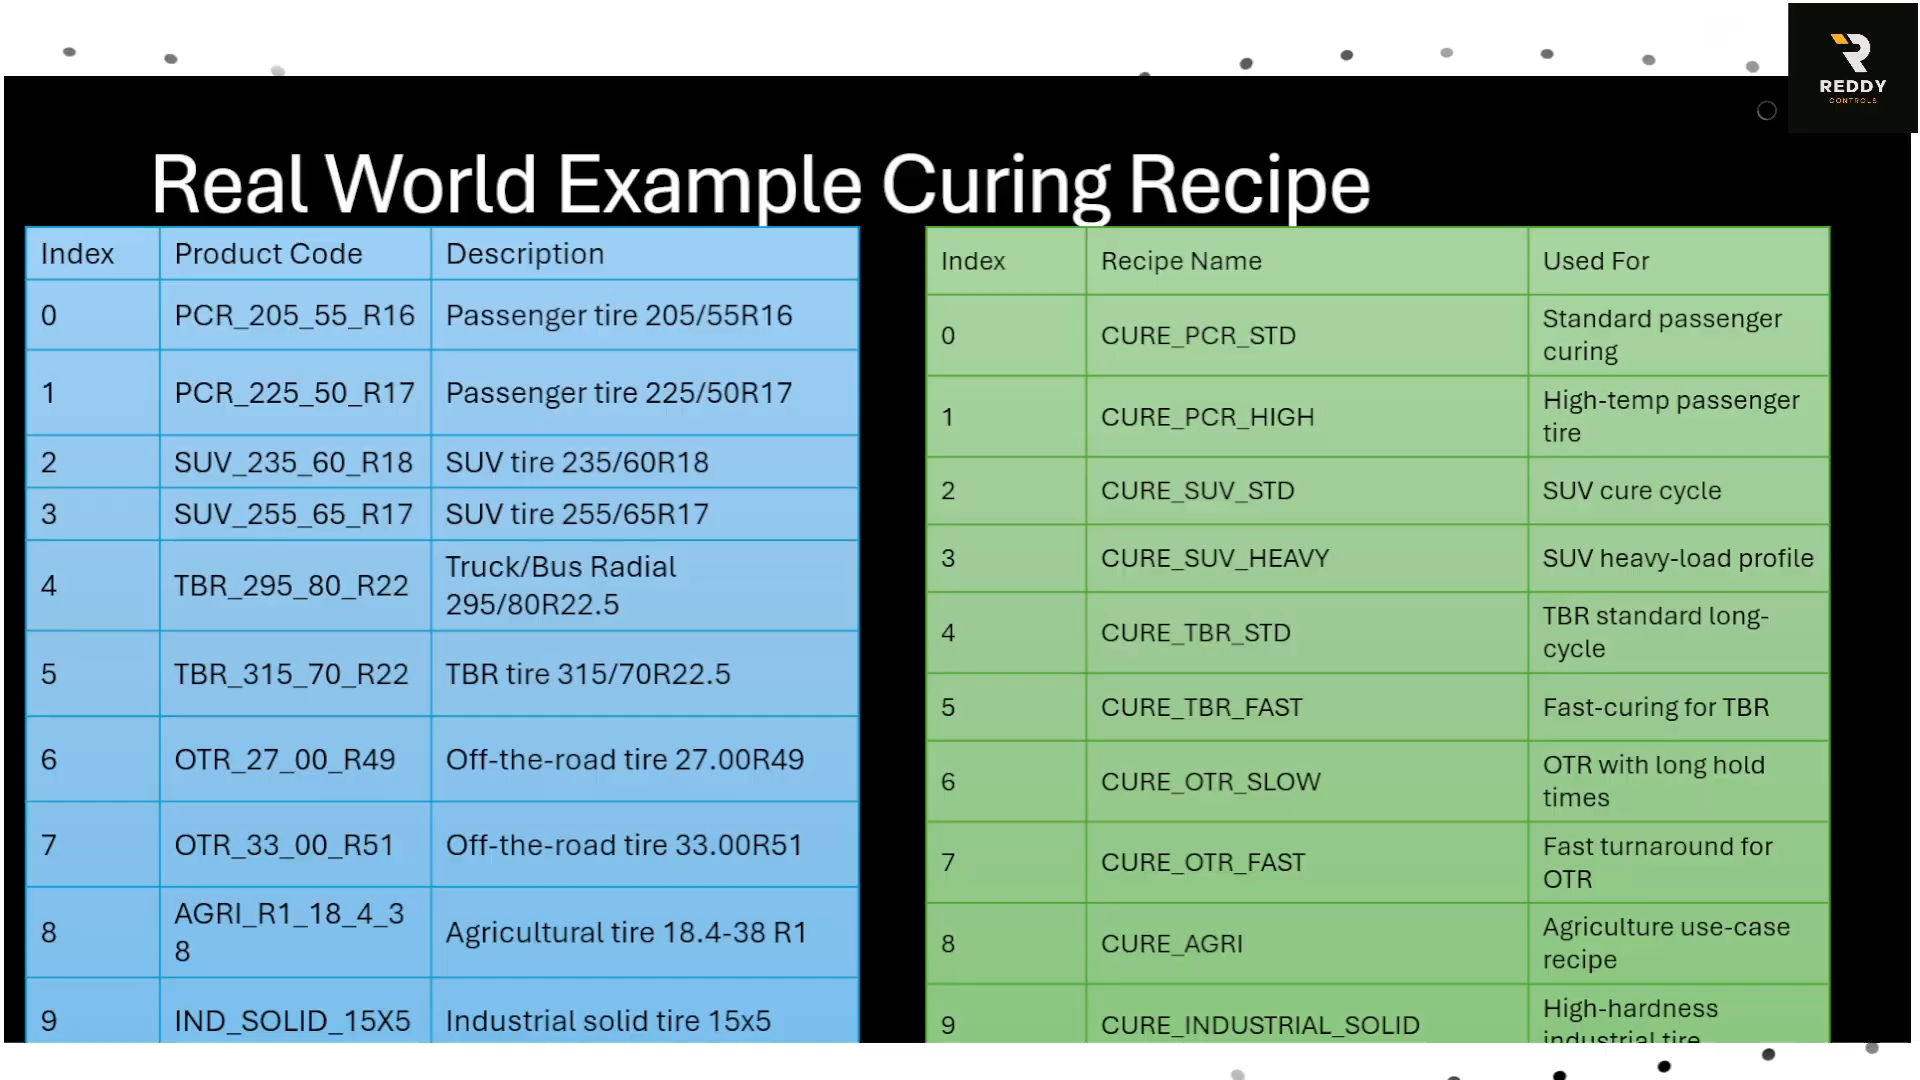 REDDY
CONTROLS
Real World Example Curing Recipe
Index Product Code Description
0 PCR_205_55_R16 Passenger tire 205/55R16
1 PCR_225_50_R17 Passenger tire 225/50R17
2 SUV_235_60_R18 SUV tire 235/60R18
3 SUV_255_65_R17 SUV tire 255/65R17
4 TBR_295_80_R22 Truck/Bus Radial
295/80R22.5
5 TBR_315_70_R22 TBR tire 315/70R22.5
6 OTR_27_00_R49 Off-the-road tire 27.00R49
7 OTR_33_00_R51 Off-the-road tire 33.00R51
8 AGRI_R1_18_4_3
8 Agricultural tire 18.4-38 R1
9 IND_SOLID_15X5 Industrial solid tire 15x5
Index Recipe Name Used For
0 CURE_PCR_STD Standard passenger
curing
1 CURE_PCR_HIGH High-temp passenger
tire
2 CURE_SUV_STD SUV cure cycle
3 CURE_SUV_HEAVY SUV heavy-load profile
4 CURE_TBR_STD TBR standard long-
cycle
5 CURE_TBR_FAST Fast-curing for TBR
6 CURE_OTR_SLOW OTR with long hold
times
7 CURE_OTR_FAST Fast turnaround for
OTR
8 CURE_AGRI Agriculture use-case
recipe
9 CURE_INDUSTRIAL_SOLID High-hardness
industrial tire